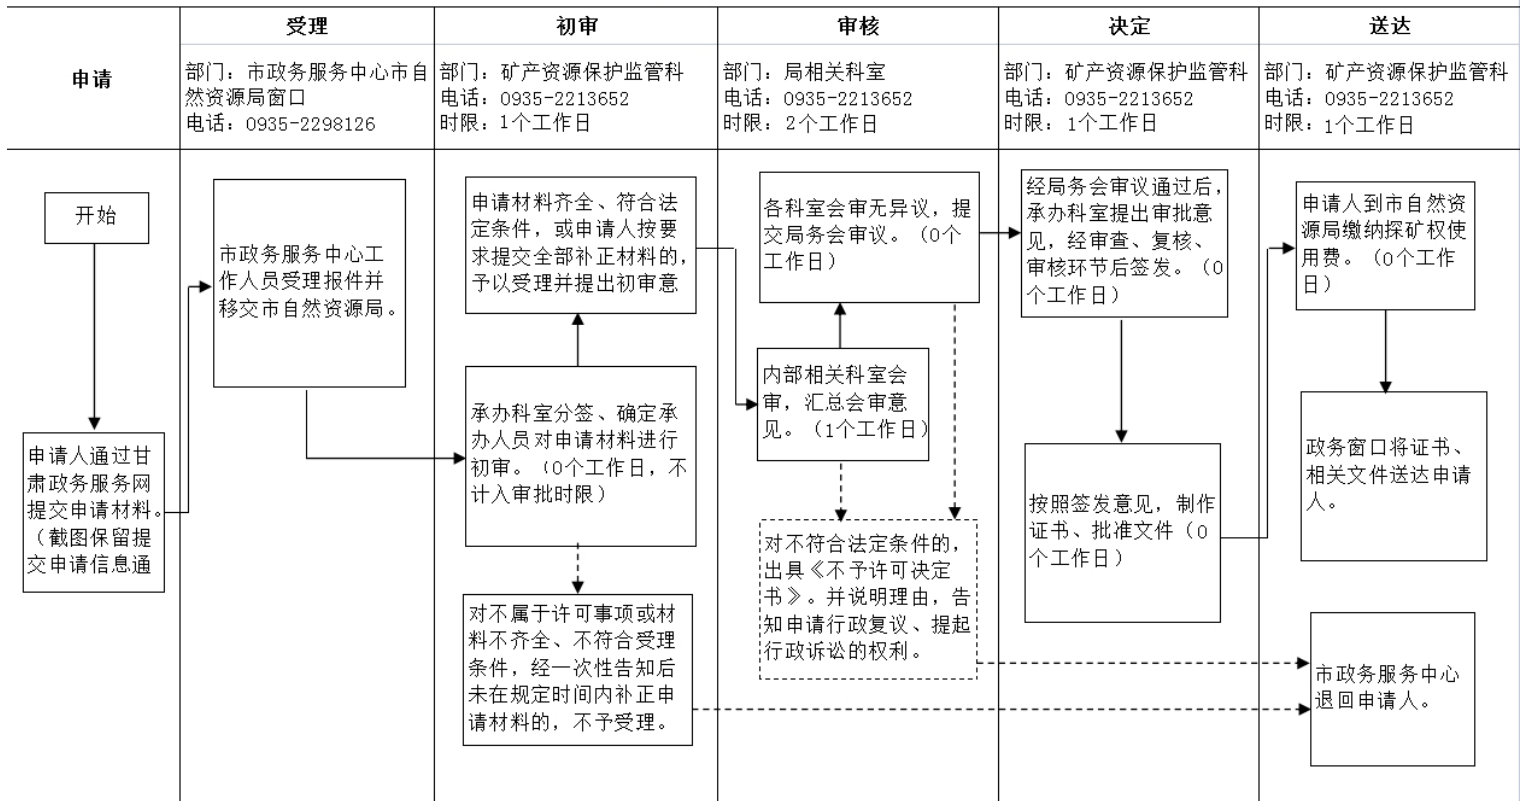 申请
受理
部门：市政务服务中心市自
然资源局窗口
电话：0935-2298126
初审
部门：矿产资源保护监管科
电话：0935-2213652
时限：1个工作日
审核
部门：局相关科室
电话：0935-2213652
时限：2个工作日
决定
部门：矿产资源保护监管科
电话：0935-2213652
时限：1个工作日
送达
部门：矿产资源保护监管科
电话：0935-2213652
时限：1个工作日
开始
申请人通过甘
肃政务服务网
提交申请材料。
（截图保留提
交申请信息通
市政务服务中心工
作人员受理报件并
移交市自然资源局。
申请材料齐全、符合法
定条件，或申请人按要
求提交全部补正材料的，
予以受理并提出初审意
承办科室分签、确定承
办人员对申请材料进行
初审。（0个工作日，不
计入审批时限）
对不属于许可事项或材
料不齐全、不符合受理
条件，经一次性告知后
未在规定时间内补正申
请材料的，不予受理。
各科室会审无异议，提
交局务会审议。（0个
工作日）
内部相关科室会
审，汇总会审意
见。（1个工作日）
对不符合法定条件的，
出具《不予许可决定
书》。并说明理由，告
知申请行政复议、提起
行政诉讼的权利。
经局务会审议通过后，
承办科室提出审批意
见，经审查、复核、
审核环节后签发。（0
个工作日）
按照签发意见，制作
证书、批准文件（0
个工作日）
申请人到市自然资
源局缴纳探矿权使
用费。（0个工作
日）
政务窗口将证书、
相关文件送达申请
人。
市政务服务中心
退回申请人。